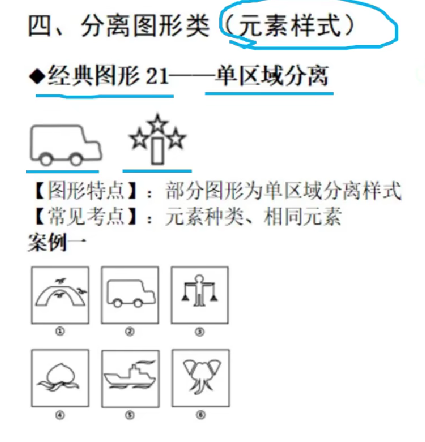 四、分离图形类（元素样式）
◆经典图形 21——单区域分离
【图形特点】：部分图形为单区域分离样式
【常见考点】：元素种类、相同元素
案例一
① ② ③
④ ⑤ ⑥